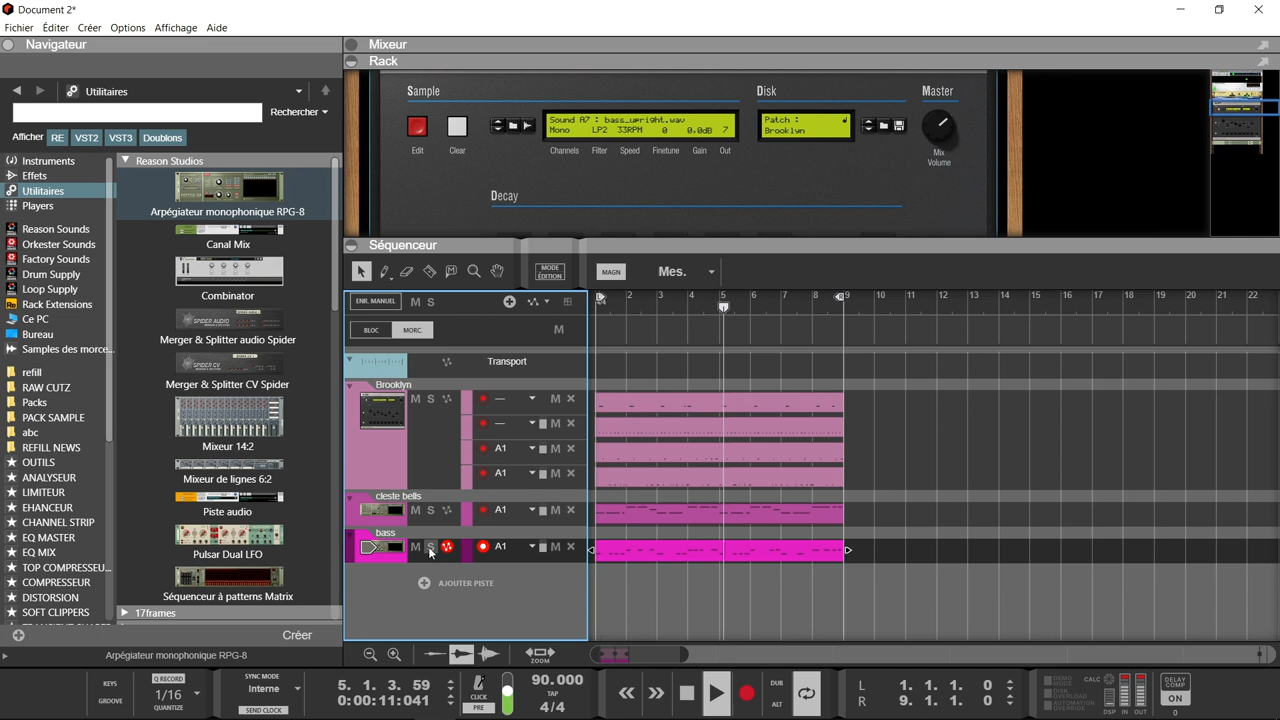 Document 2*
Fichier Éditer Créer Options Affichage Aide
Navigateur
Mixeur
Rack
Utilitaires
Rechercher
Afficher RE VST2 VST3 Doublons
Instruments
Effets
Utilitaires
Players
Reason Sounds
Orkester Sounds
Factory Sounds
Drum Supply
Loop Supply
Rack Extensions
Ce PC
Bureau
Samples des morce...
refill
RAW CUTZ
Packs
PACK SAMPLE
abc
REFILL NEWS
OUTILS
ANALYSEUR
LIMITEUR
EHANCEUR
CHANNEL STRIP
EQ MASTER
EQ MIX
TOP COMPRESSEU...
COMPRESSEUR
DISTORSION
SOFT CLIPPERS
Reason Studios
Arpégiateur monophonique RPG-8
Canal Mix
Combinator
Merger & Splitter audio Spider
Merger & Splitter CV Spider
Mixeur 14:2
Mixeur de lignes 6:2
Piste audio
Pulsar Dual LFO
Séquenceur à patterns Matrix
17frames
Créer
Arpégiateur monophonique RPG-8
Sample Disk Master
Sound A7 : bass_upright.wav
Mono LP2 33RPM 0 0.0dB 7
Patch :
Brooklyn
Edit Clear Channels Filter Speed Finetune Gain Out
Mix
Volume
Decay
Séquenceur
MODE
ÉDITION
MAGN
Mes.
ENR. MANUEL M S
BLOC MORC. M
2 3 4 5 6 7 8 9 10 11 12 13 14 15 16 17 18 19 20 21 22
Transport
Brooklyn
M S — M
— M
A1 M
A1 M
cleste bells
M S A1 M
bass
M S A1 M
AJOUTER PISTE
ZOOM
KEYS
GROOVE
Q RECORD
1/16
QUANTIZE
SYNC MODE
Interne
SEND CLOCK
5. 1. 3. 59
0:00:11:041
CLICK
PRE
90.000
TAP
4/4
DUB
ALT
L 1. 1. 1. 0
R 9. 1. 1. 0
DEMO MODE
DISK OVERLOAD
AUTOMATION OVERRIDE
CALC
DSP IN OUT
DELAY
COMP
ON
0